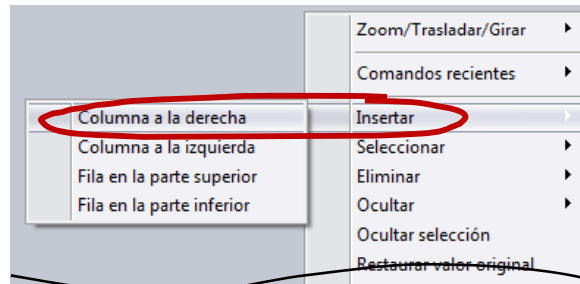 Zoom/Trasladar/Girar
Comandos recientes
Insertar
Columna a la derecha
Columna a la izquierda
Fila en la parte superior
Fila en la parte inferior
Seleccionar
Eliminar
Ocultar
Ocultar selección
Restaurar valor original